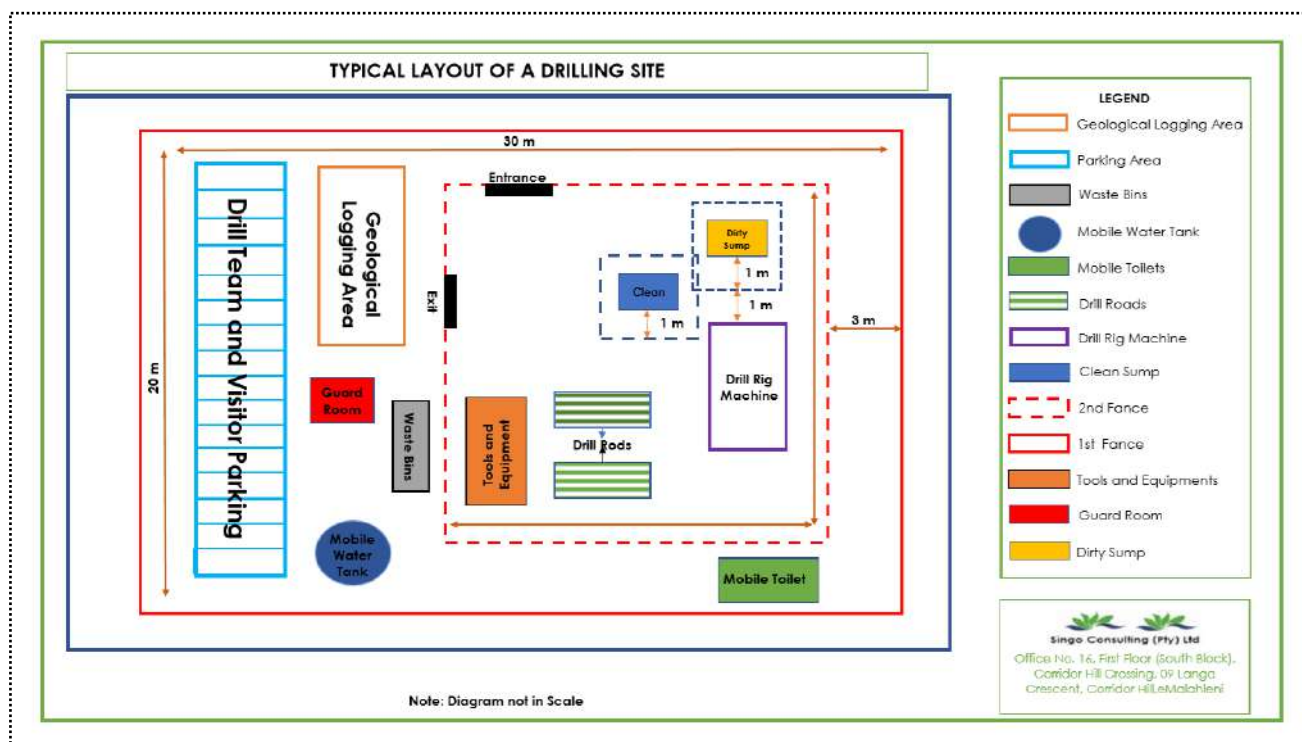 TYPICAL LAYOUT OF A DRILLING SITE
30 m
20 m
Drill Team and Visitor Parking
Geological
Logging Area
Entrance
Exit
Dirty
Sump
1 m
1 m
Clean
1 m
3 m
Drill Rig
Machine
Guard
Room
Waste Bins
Tools and
Equipment
Drill Rods
Mobile
Water
Tank
Mobile Toilet
Note: Diagram not in Scale
LEGEND
Geological Logging Area
Parking Area
Waste Bins
Mobile Water Tank
Mobile Toilets
Drill Roads
Drill Rig Machine
Clean Sump
2nd Fance
1st Fance
Tools and Equipments
Guard Room
Dirty Sump
Singo Consulting (Pty) Ltd
Office No. 16, First Floor (South Block),
Corridor Hill Crossing, 09 Langa
Crescent, Corridor Hill,eMalahleni